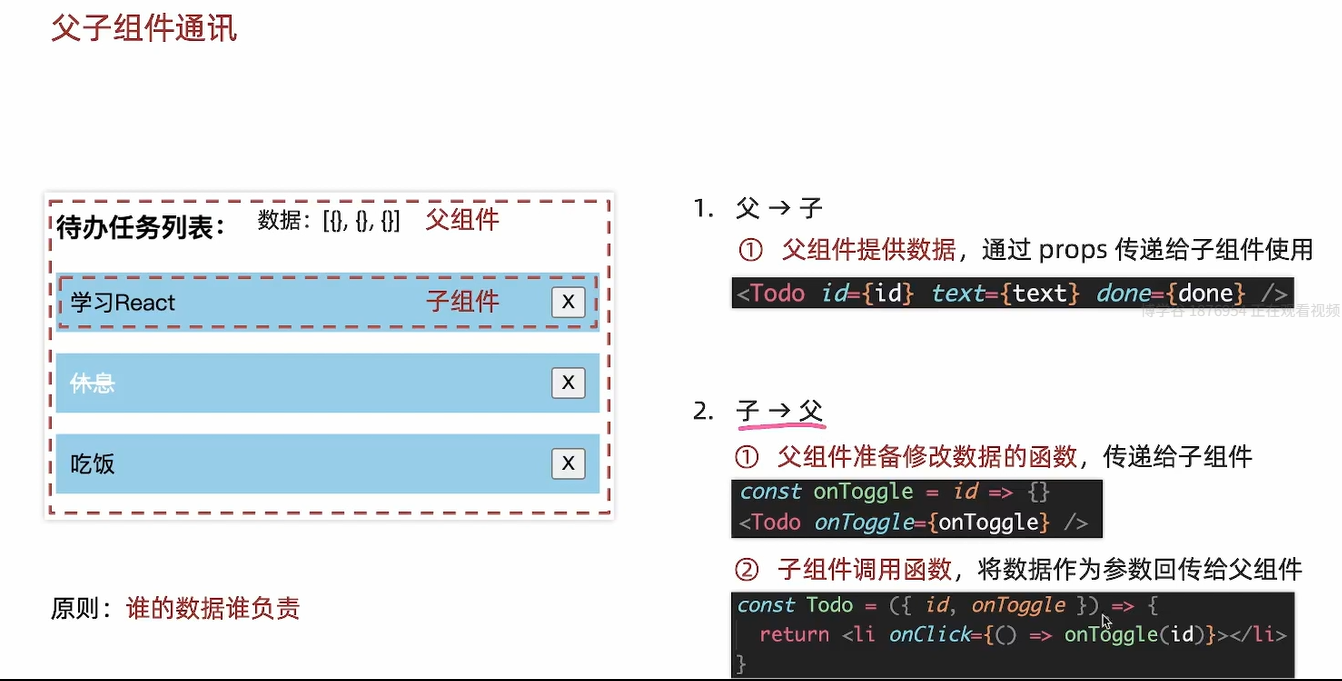 父子组件通讯
待办任务列表： 数据：[{}, {}, {}] 父组件
学习React 子组件 X
休息 X
吃饭 X
原则：谁的数据谁负责
1. 父 → 子
① 父组件提供数据，通过 props 传递给子组件使用
<Todo id={id} text={text} done={done} />
博学谷 1876954 正在观看视频
2. 子 → 父
① 父组件准备修改数据的函数，传递给子组件
const onToggle = id => {}
<Todo onToggle={onToggle} />
② 子组件调用函数，将数据作为参数回传给父组件
const Todo = ({ id, onToggle }) => {
return <li onClick={() => onToggle(id)}></li>
}